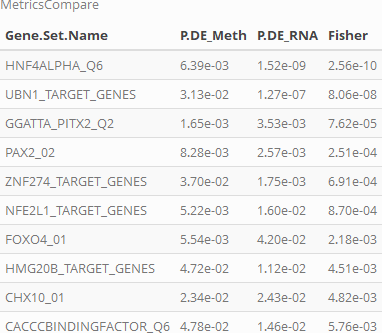 MetricsCompare
Gene.Set.Name P.DE_Meth P.DE_RNA Fisher
HNF4ALPHA_Q6 6.39e-03 1.52e-09 2.56e-10
UBN1_TARGET_GENES 3.13e-02 1.27e-07 8.06e-08
GGATTA_PITX2_Q2 1.65e-03 3.53e-03 7.62e-05
PAX2_02 8.28e-03 2.57e-03 2.51e-04
ZNF274_TARGET_GENES 3.70e-02 1.75e-03 6.91e-04
NFE2L1_TARGET_GENES 5.22e-03 1.60e-02 8.70e-04
FOXO4_01 5.54e-03 4.20e-02 2.18e-03
HMG20B_TARGET_GENES 4.72e-02 1.12e-02 4.51e-03
CHX10_01 2.34e-02 2.43e-02 4.82e-03
CACCCBINDINGFACTOR_Q6 4.78e-02 1.46e-02 5.76e-03